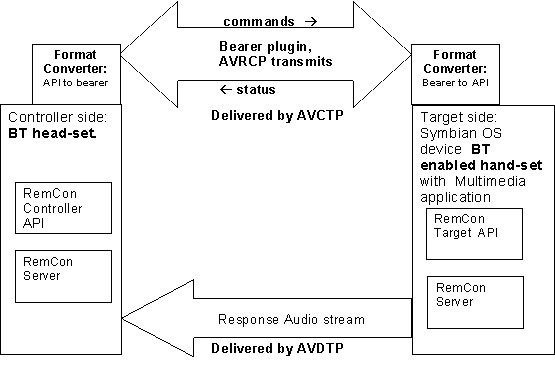 commands →
Bearer plugin,
AVRCP transmits
← status
Delivered by AVCTP
Format
Converter:
API to bearer
Format
Converter:
Bearer to API
Controller side:
BT head-set.
RemCon
Controller
API
RemCon
Server
Target side:
Symbian OS
device BT
enabled hand-set
with Multimedia
application
RemCon
Target API
RemCon
Server
Response Audio stream
Delivered by AVDTP